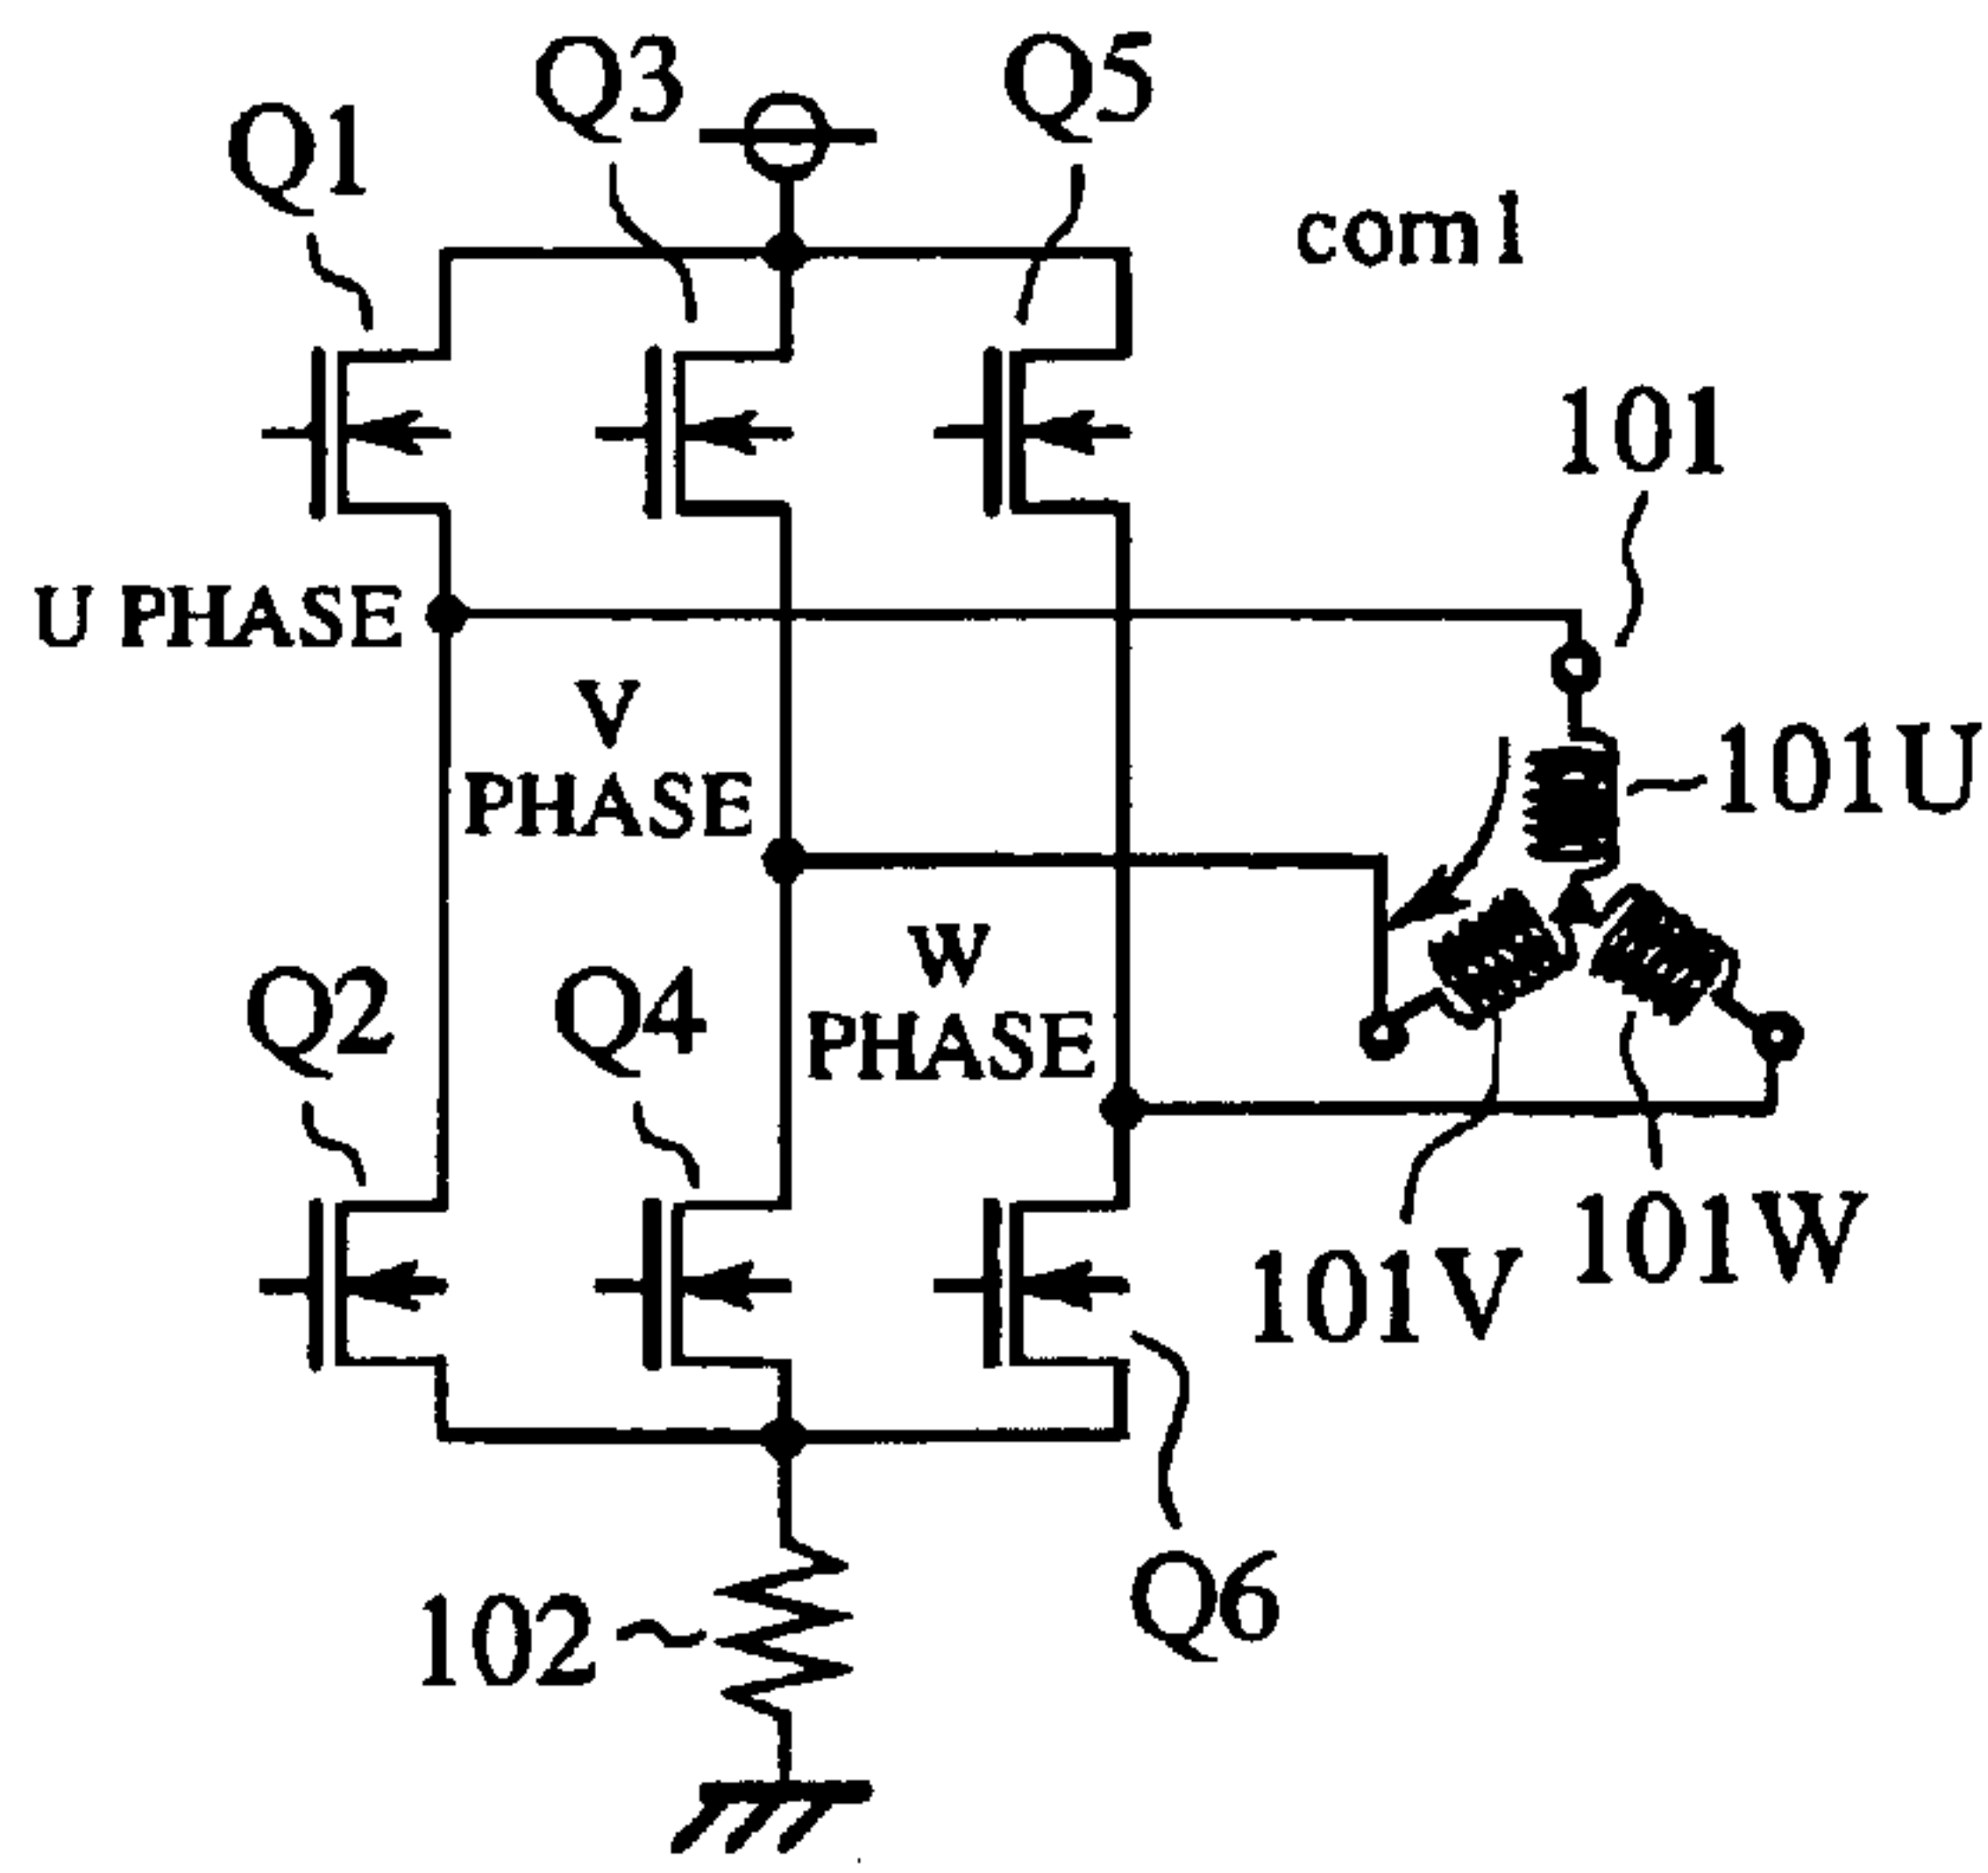 Q1
Q3
Q5
com1
101
U PHASE
V
PHASE
101U
W
PHASE
Q2
Q4
101V
101W
Q6
102